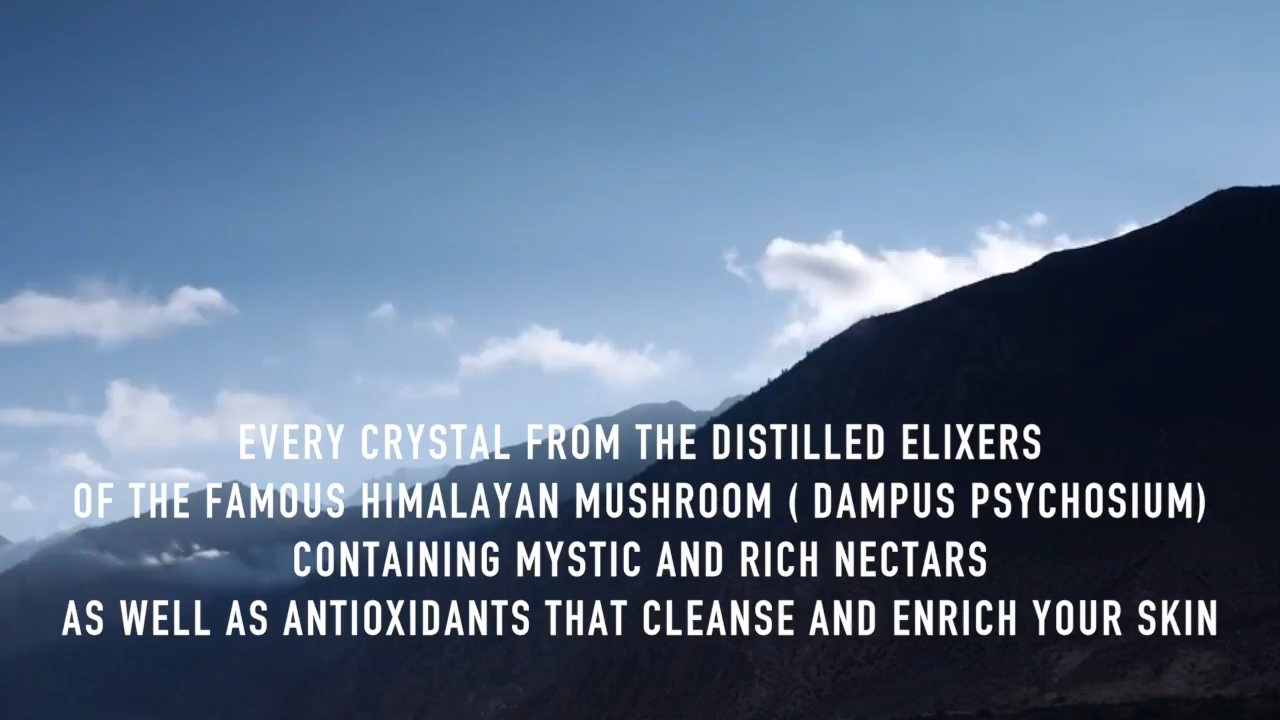 EVERY CRYSTAL FROM THE DISTILLED ELIXERS
OF THE FAMOUS HIMALAYAN MUSHROOM ( DAMPUS PSYCHOSIUM)
CONTAINING MYSTIC AND RICH NECTARS
AS WELL AS ANTIOXIDANTS THAT CLEANSE AND ENRICH YOUR SKIN